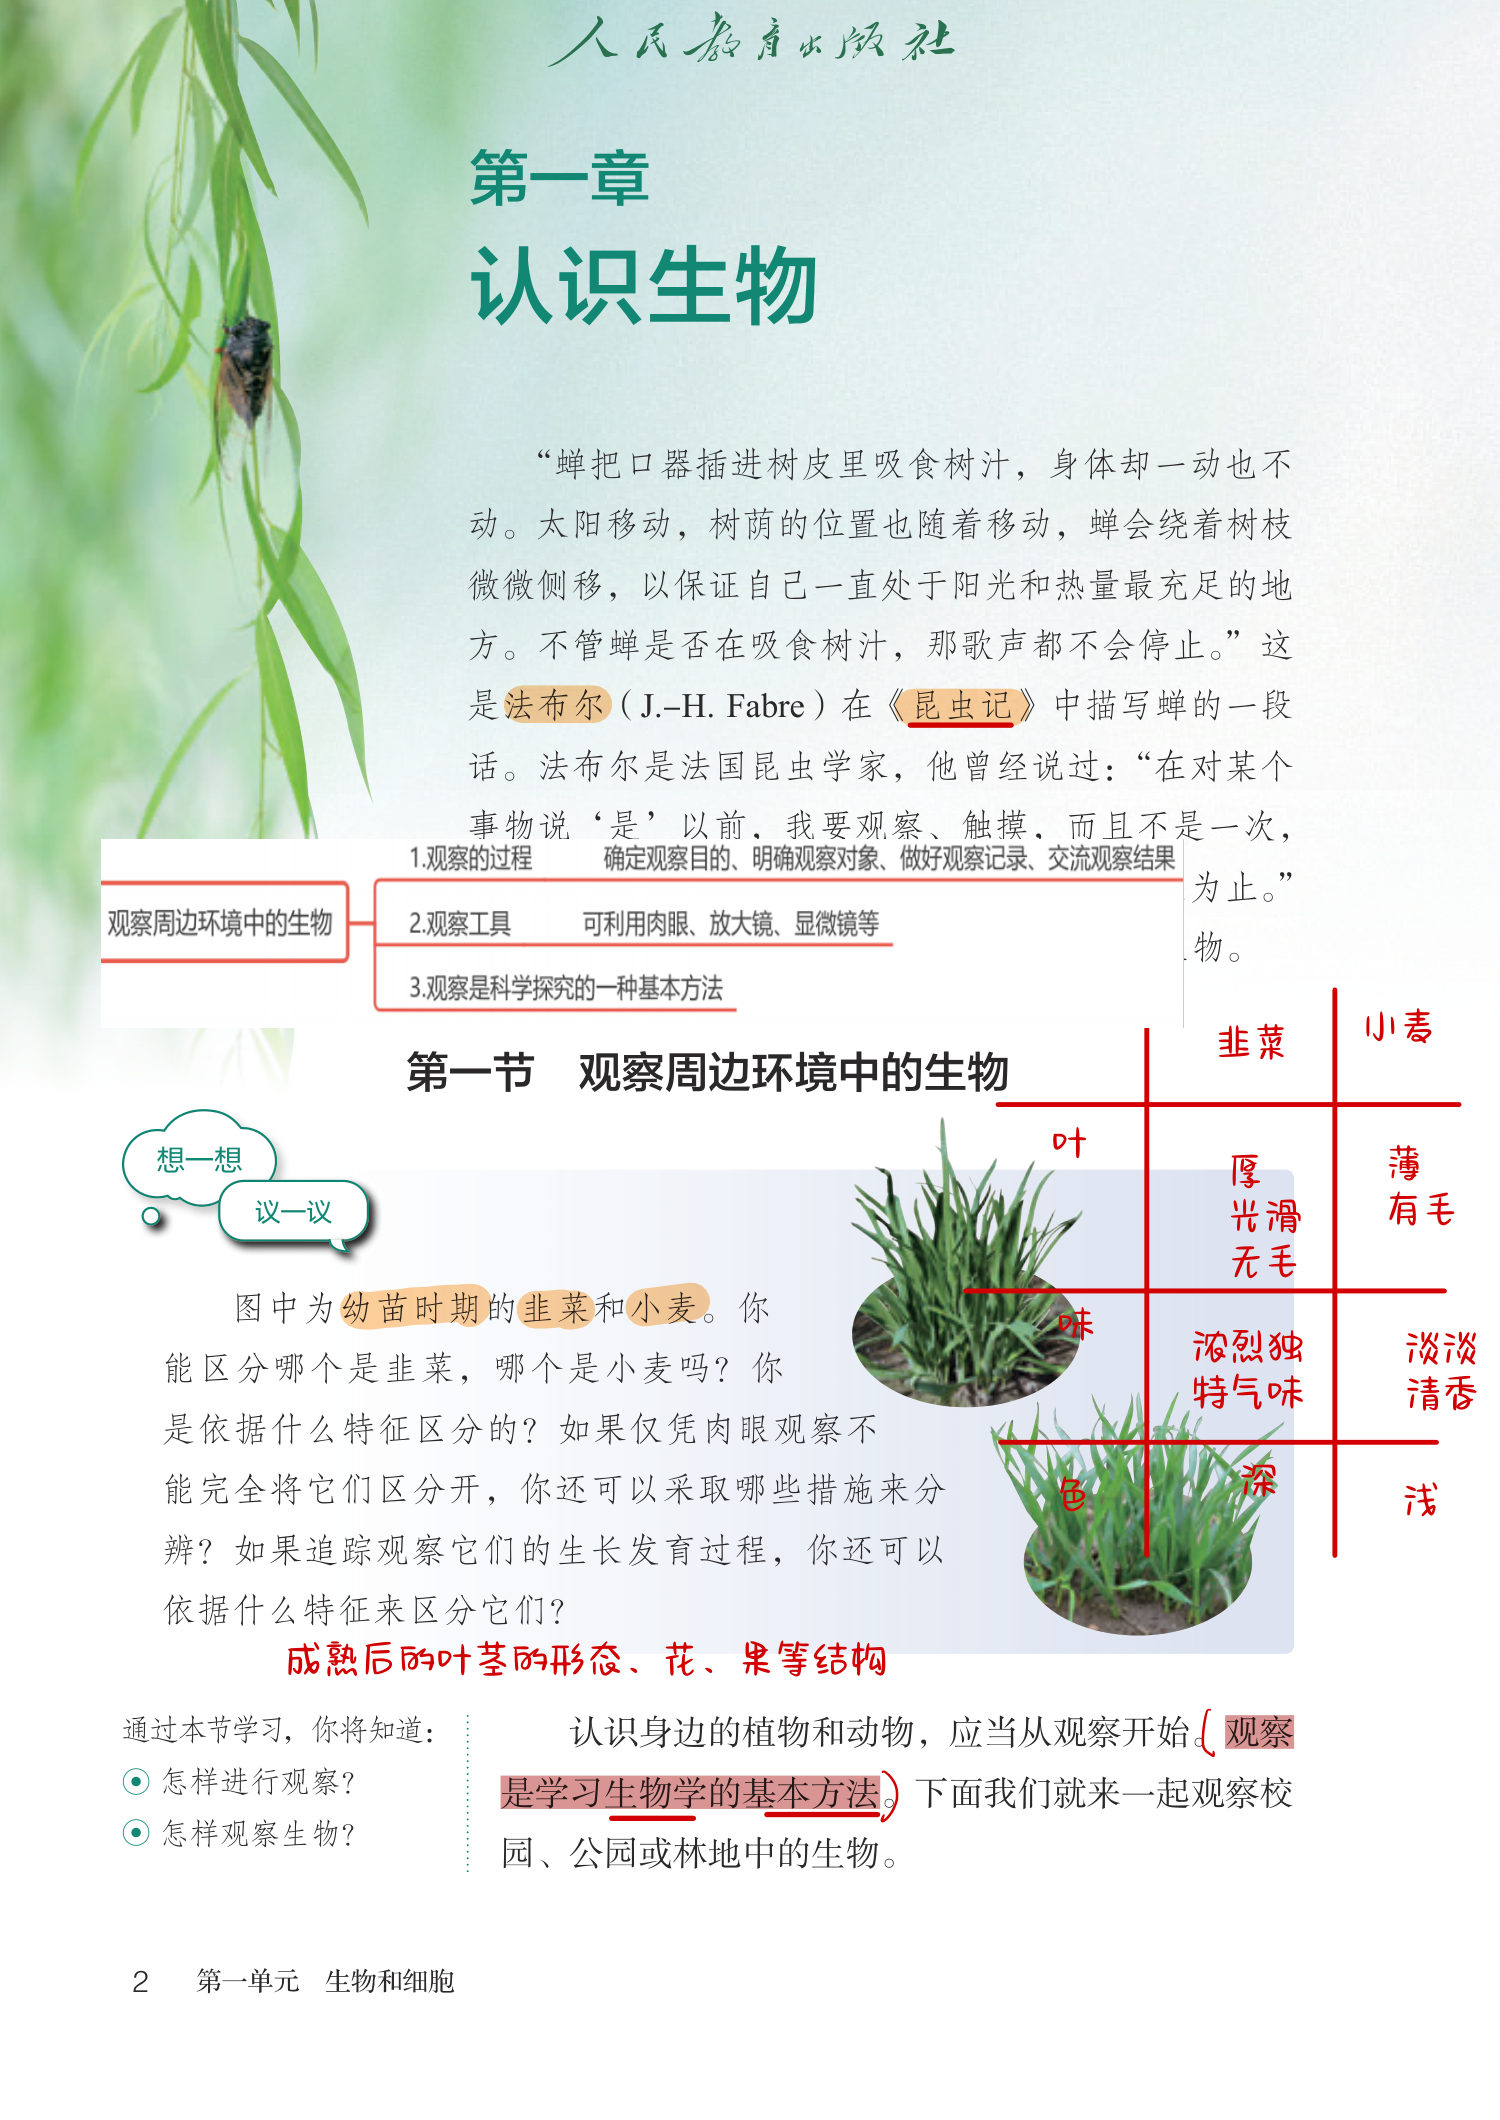 人民教育出版社
第一章
认识生物
“蝉把口器插进树皮里吸食树汁，身体却一动也不
动。太阳移动，树荫的位置也随着移动，蝉会绕着树枝
微微侧移，以保证自己一直处于阳光和热量最充足的地
方。不管蝉是否在吸食树汁，那歌声都不会停止。”这
是法布尔（J.–H. Fabre）在《昆虫记》中描写蝉的一段
话。法布尔是法国昆虫学家，他曾经说过：“在对某个
事物说‘是’以前，我要观察、触摸，而且不是一次，
为止。”
物。
观察周边环境中的生物
1.观察的过程 确定观察目的、明确观察对象、做好观察记录、交流观察结果
2.观察工具 可利用肉眼、放大镜、显微镜等
3.观察是科学探究的一种基本方法
第一节 观察周边环境中的生物
韭菜 小麦
叶
厚
光滑
无毛
薄
有毛
味
浓烈独
特气味
淡淡
清香
色 深 浅
想一想
议一议
图中为幼苗时期的韭菜和小麦。你
能区分哪个是韭菜，哪个是小麦吗？你
是依据什么特征区分的？如果仅凭肉眼观察不
能完全将它们区分开，你还可以采取哪些措施来分
辨？如果追踪观察它们的生长发育过程，你还可以
依据什么特征来区分它们？
成熟后的叶茎的形态、花、果等结构
通过本节学习，你将知道：
怎样进行观察？
怎样观察生物？
认识身边的植物和动物，应当从观察开始。观察
是学习生物学的基本方法。下面我们就来一起观察校
园、公园或林地中的生物。
2 第一单元 生物和细胞